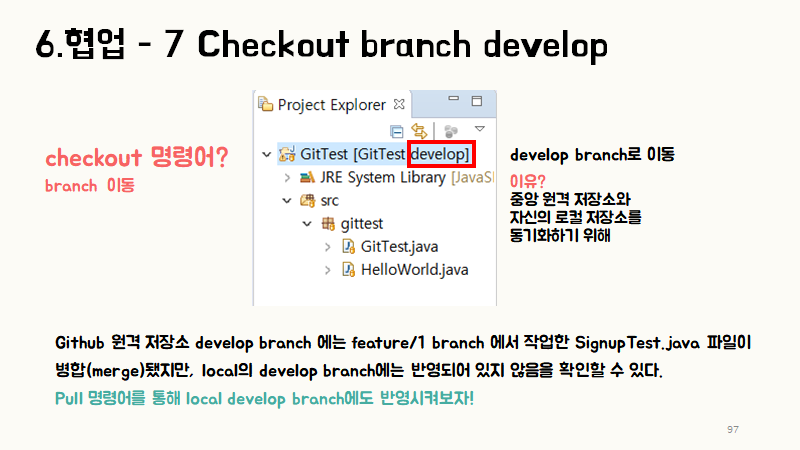 6.협업 - 7 Checkout branch develop
Project Explorer
checkout 명령어?
branch 이동
GitTest [GitTest develop]
JRE System Library [JavaS
src
gittest
GitTest.java
HelloWorld.java
develop branch로 이동
이유?
중앙 원격 저장소와
자신의 로컬 저장소를
동기화하기 위해
Github 원격 저장소 develop branch 에는 feature/1 branch 에서 작업한 SignupTest.java 파일이
병합(merge)됐지만, local의 develop branch에는 반영되어 있지 않음을 확인할 수 있다.
Pull 명령어를 통해 local develop branch에도 반영시켜보자!
97